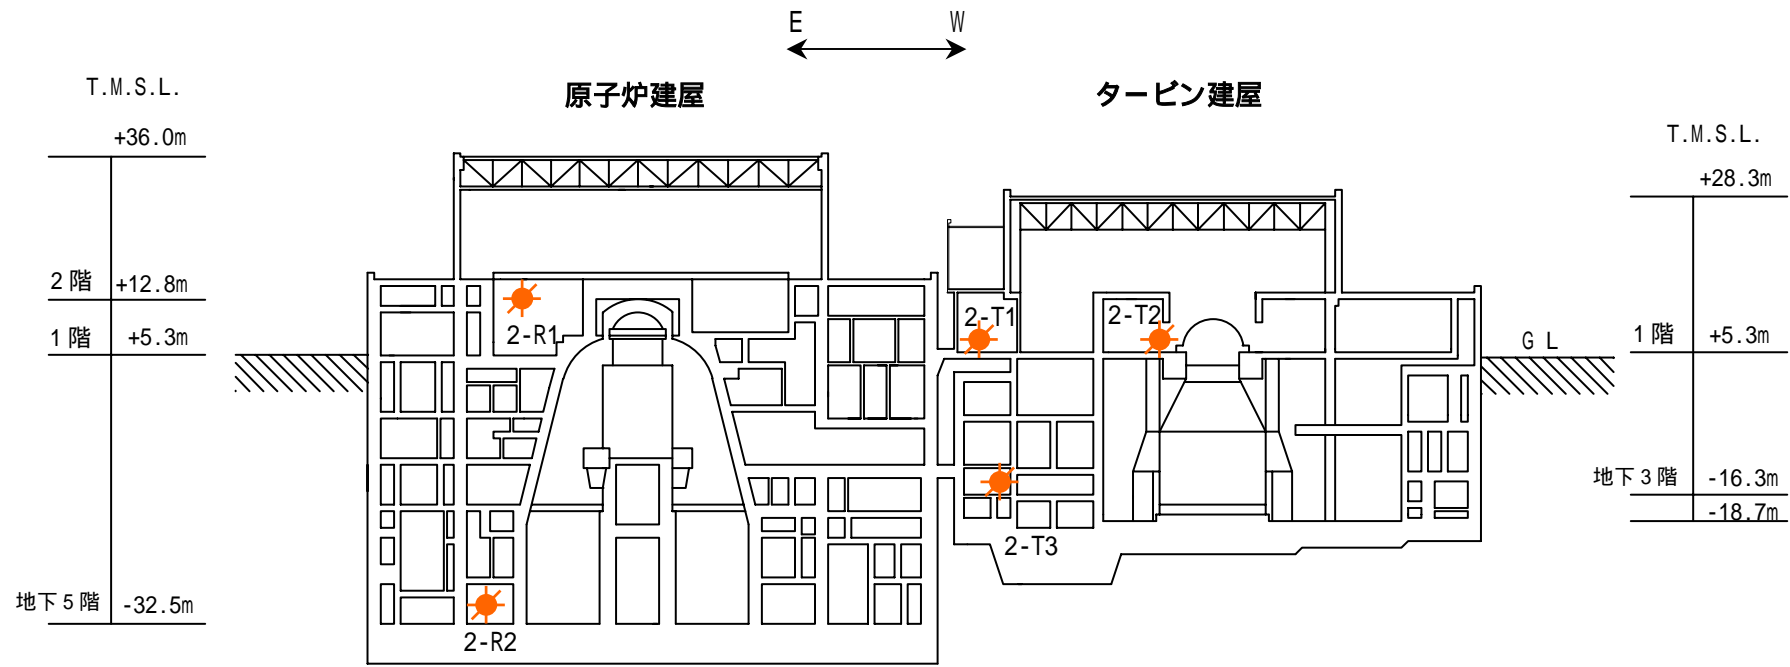 E W
原子炉建屋
タービン建屋
T.M.S.L.
+36.0m
2階 +12.8m
1階 +5.3m
地下5階 -32.5m
2-R1
2-R2
2-T1
2-T2
2-T3
G L
T.M.S.L.
+28.3m
1階 +5.3m
地下3階 -16.3m
-18.7m